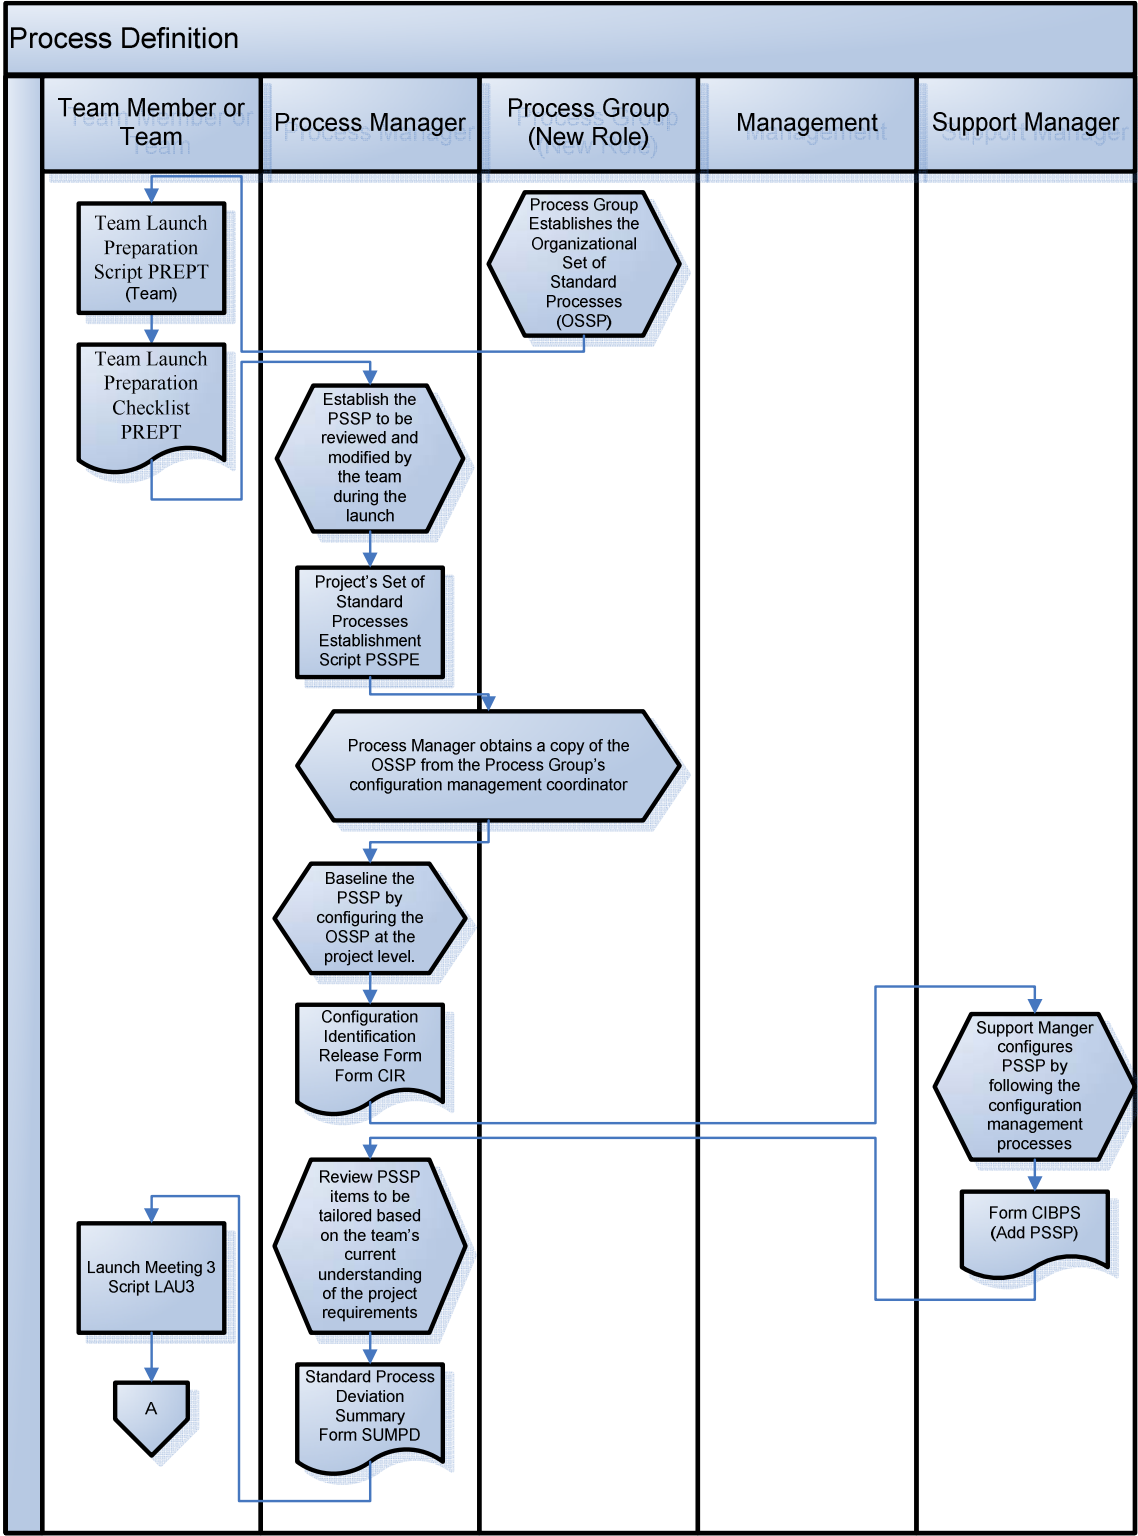 Process Definition
Team Member or
Team
Process Manager
Process Group
(New Role)
Management
Support Manager
Team Launch
Preparation
Script PREPT
(Team)
Process Group
Establishes the
Organizational
Set of
Standard
Processes
(OSSP)
Team Launch
Preparation
Checklist
PREPT
Establish the
PSSP to be
reviewed and
modified by
the team
during the
launch
Project's Set of
Standard
Processes
Establishment
Script PSSPE
Process Manager obtains a copy of the
OSSP from the Process Group's
configuration management coordinator
Baseline the
PSSP by
configuring the
OSSP at the
project level.
Configuration
Identification
Release Form
Form CIR
Support Manger
configures
PSSP by
following the
configuration
management
processes
Form CIBPS
(Add PSSP)
Review PSSP
items to be
tailored based
on the team's
current
understanding
of the project
requirements
Standard Process
Deviation
Summary
Form SUMPD
Launch Meeting 3
Script LAU3
A